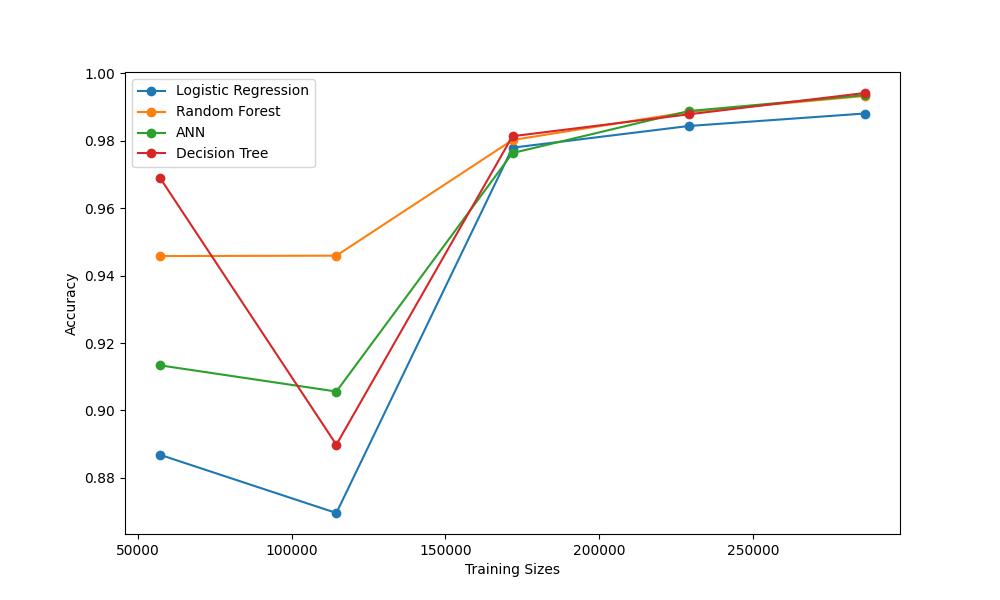 1.00
0.98
0.96
0.94
0.92
0.90
0.88
Accuracy
Logistic Regression
Random Forest
ANN
Decision Tree
50000 100000 150000 200000 250000
Training Sizes